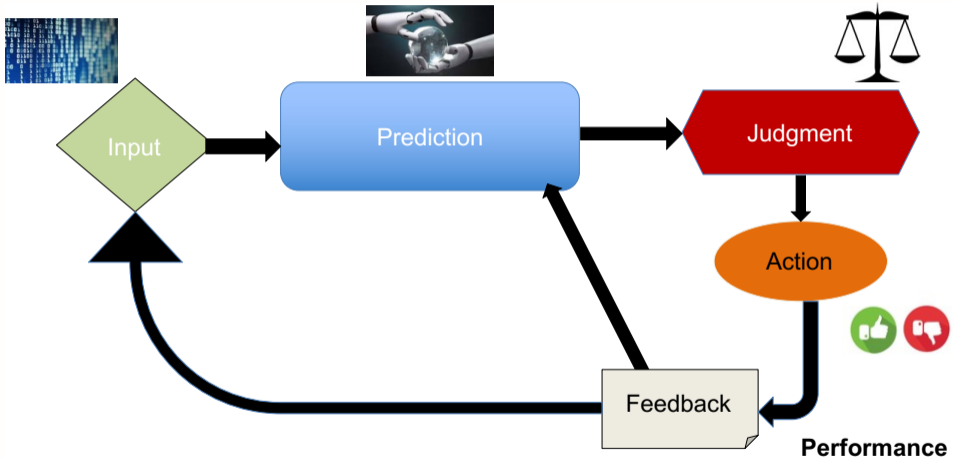 Input
Prediction
Judgment
Action
Feedback
Performance